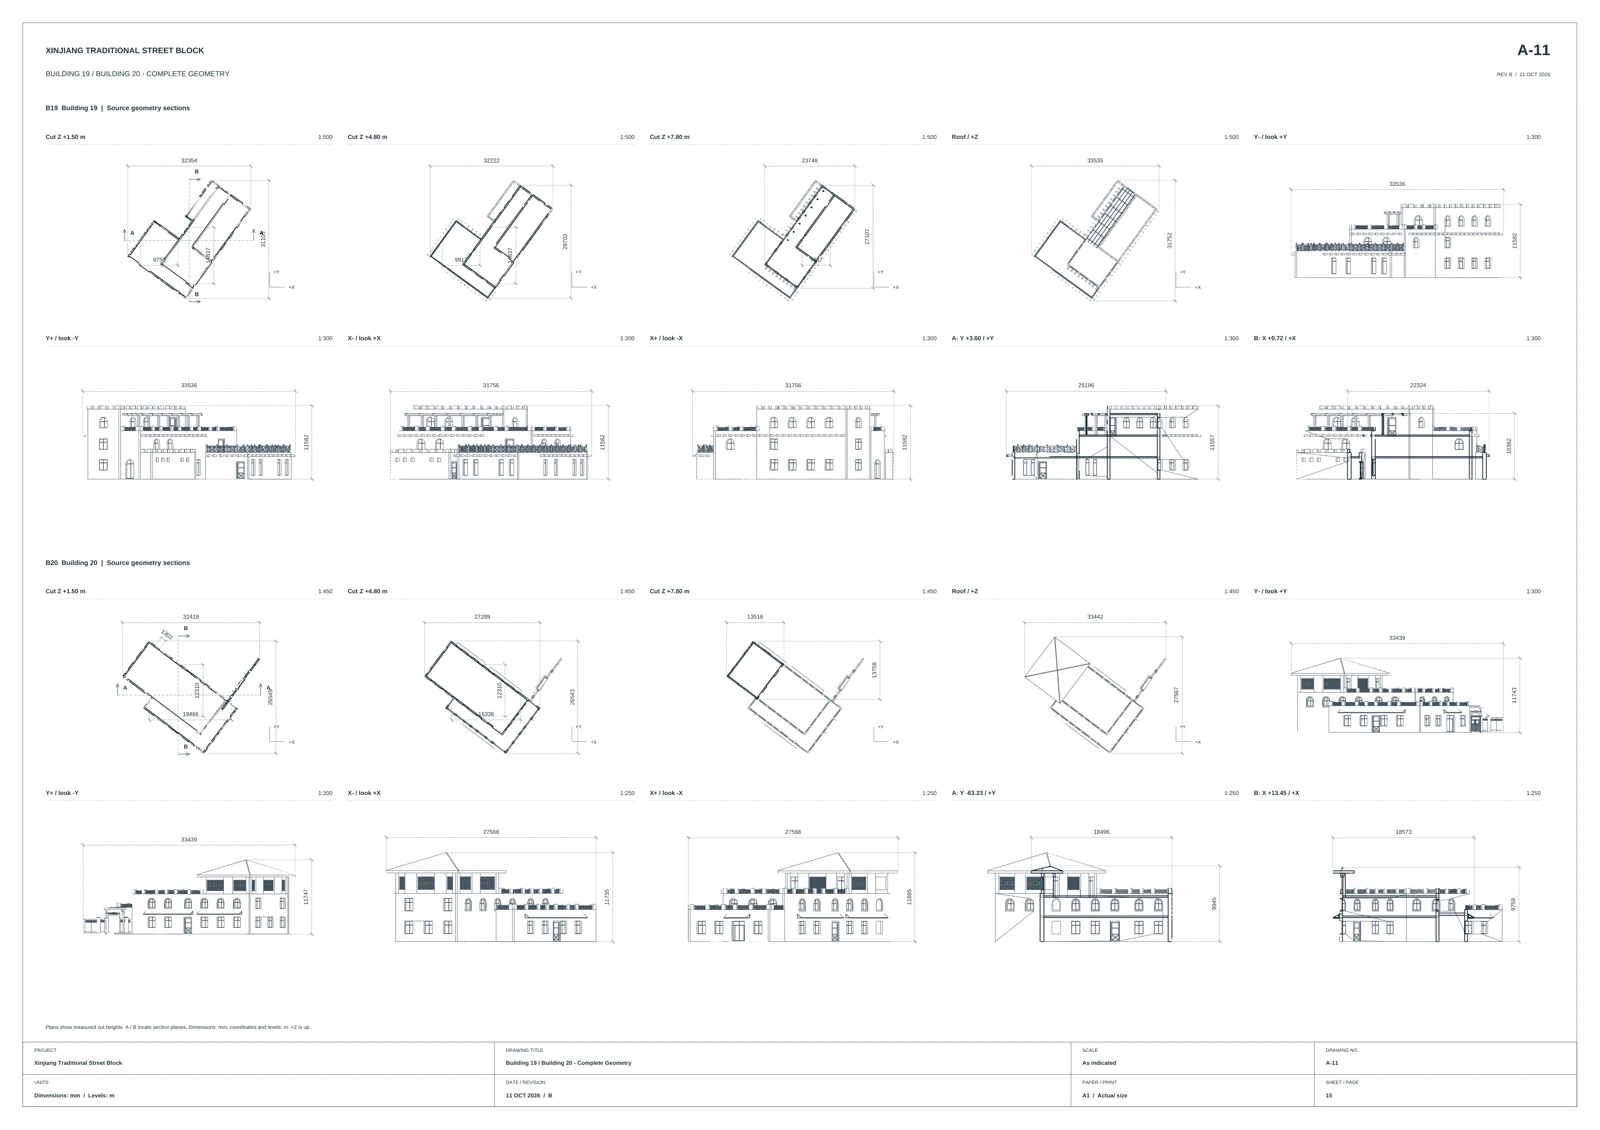 XINJIANG TRADITIONAL STREET BLOCK
A-11
BUILDING 19 / BUILDING 20 - COMPLETE GEOMETRY
REV B / 11 OCT 2026
B19 Building 19 | Source geometry sections
Cut Z +1.50 m 1:500
Cut Z +4.80 m 1:500
Cut Z +7.80 m 1:500
Roof / +Z 1:500
Y- / look +Y 1:300
32354
B
A
B
+Y
+X
32222
29702
+Y
+X
23748
27107
+Y
+X
33535
31752
+Y
+X
33536
11582
Y+ / look -Y 1:300
X- / look +X 1:300
X+ / look -X 1:300
A: Y +3.60 / +Y 1:300
B: X +0.72 / +X 1:300
33536
11582
31756
11582
31756
11582
25196
11557
22324
10392
B20 Building 20 | Source geometry sections
Cut Z +1.50 m 1:450
Cut Z +4.80 m 1:450
Cut Z +7.80 m 1:450
Roof / +Z 1:450
Y- / look +Y 1:300
32419
1303
B
A
12310
19466
B
+X
27289
12310
16336
26543
+X
13516
13758
+Y
+X
33442
27567
+Y
+X
33439
11743
Y+ / look -Y 1:300
X- / look +X 1:250
X+ / look -X 1:250
A: Y -63.23 / +Y 1:250
B: X +13.45 / +X 1:250
33439
11747
27568
11735
27568
11695
18496
9945
18573
9759
Plans show measured cut heights. A / B locate section planes. Dimensions: mm; coordinates and levels: m. +Z is up.
PROJECT
Xinjiang Traditional Street Block
DRAWING TITLE
Building 19 / Building 20 - Complete Geometry
SCALE
As indicated
DRAWING NO.
A-11
UNITS
Dimensions: mm / Levels: m
DATE / REVISION
11 OCT 2026 / B
PAPER / PRINT
A1 / Actual size
SHEET / PAGE
15